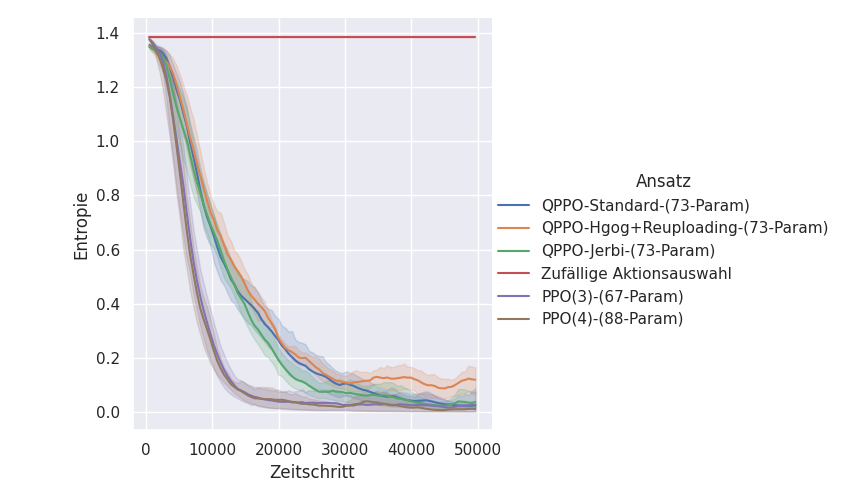 1.4
1.2
1.0
0.8
0.6
0.4
0.2
0.0
Entropie
0 10000 20000 30000 40000 50000
Zeitschritt
Ansatz
QPPO-Standard-(73-Param)
QPPO-Hgog+Reuploading-(73-Param)
QPPO-Jerbi-(73-Param)
Zufällige Aktionsauswahl
PPO(3)-(67-Param)
PPO(4)-(88-Param)